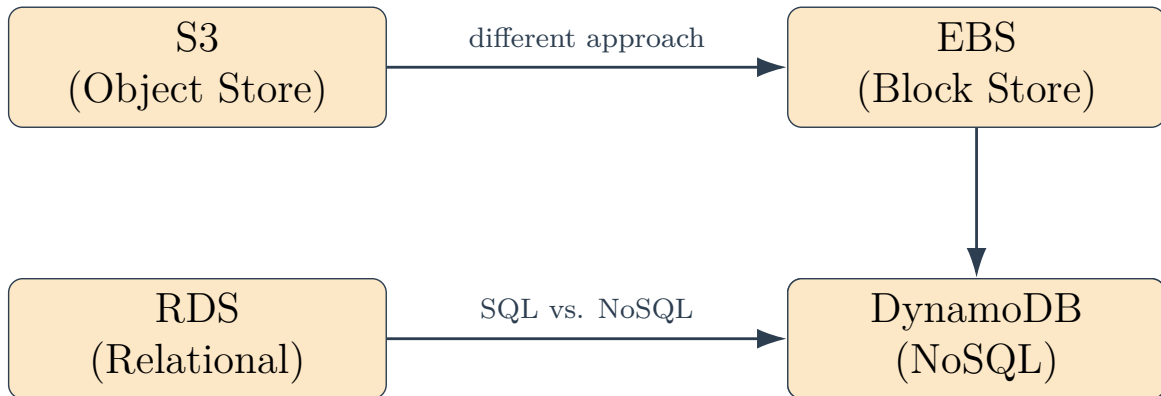 S3
(Object Store)
different approach
EBS
(Block Store)
RDS
(Relational)
SQL vs. NoSQL
DynamoDB
(NoSQL)